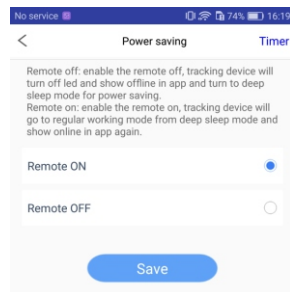 No service 74% 16:19
Power saving Timer
Remote off: enable the remote off, tracking device will
turn off led and show offline in app and turn to deep
sleep mode for power saving.
Remote on: enable the remote on, tracking device will
go to regular working mode from deep sleep mode and
show online in app again.
Remote ON
Remote OFF
Save